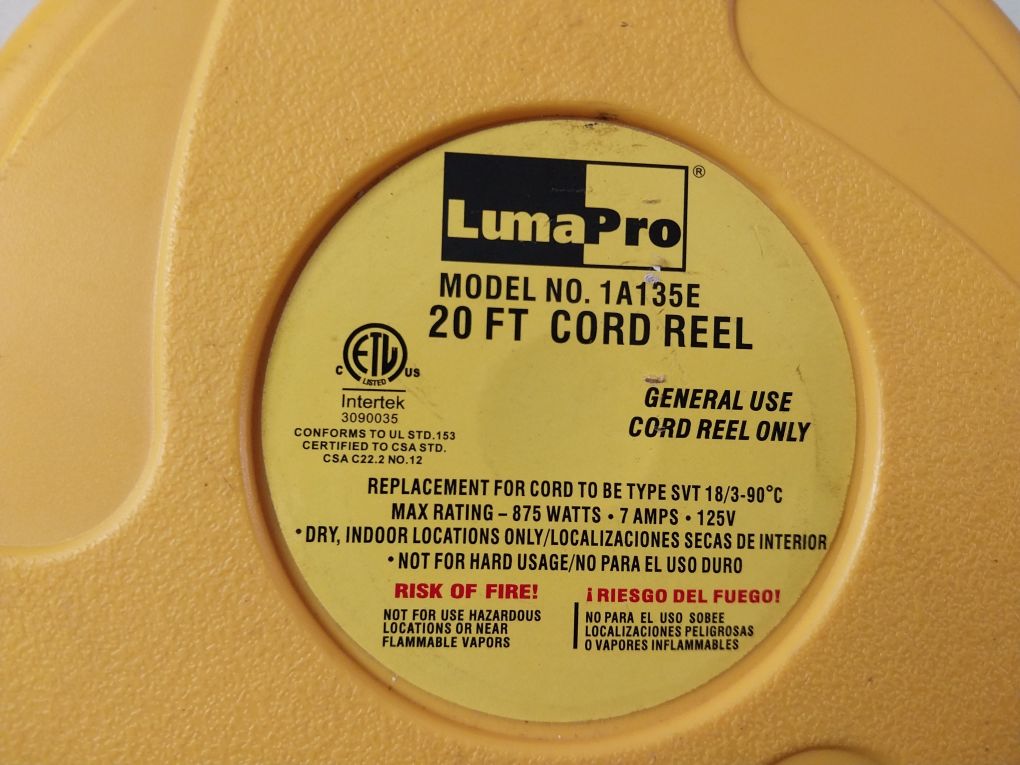 LumaPro®
MODEL NO. 1A135E
20 FT CORD REEL
C ETL US
LISTED
Intertek
3090035
CONFORMS TO UL STD.153
CERTIFIED TO CSA STD.
CSA C22.2 NO.12
GENERAL USE
CORD REEL ONLY
REPLACEMENT FOR CORD TO BE TYPE SVT 18/3-90°C
MAX RATING – 875 WATTS • 7 AMPS • 125V
• DRY, INDOOR LOCATIONS ONLY/LOCALIZACIONES SECAS DE INTERIOR
• NOT FOR HARD USAGE/NO PARA EL USO DURO
RISK OF FIRE!
NOT FOR USE HAZARDOUS
LOCATIONS OR NEAR
FLAMMABLE VAPORS
¡RIESGO DEL FUEGO!
NO PARA EL USO SOBEE
LOCALIZACIONES PELIGROSAS
O VAPORES INFLAMMABLES